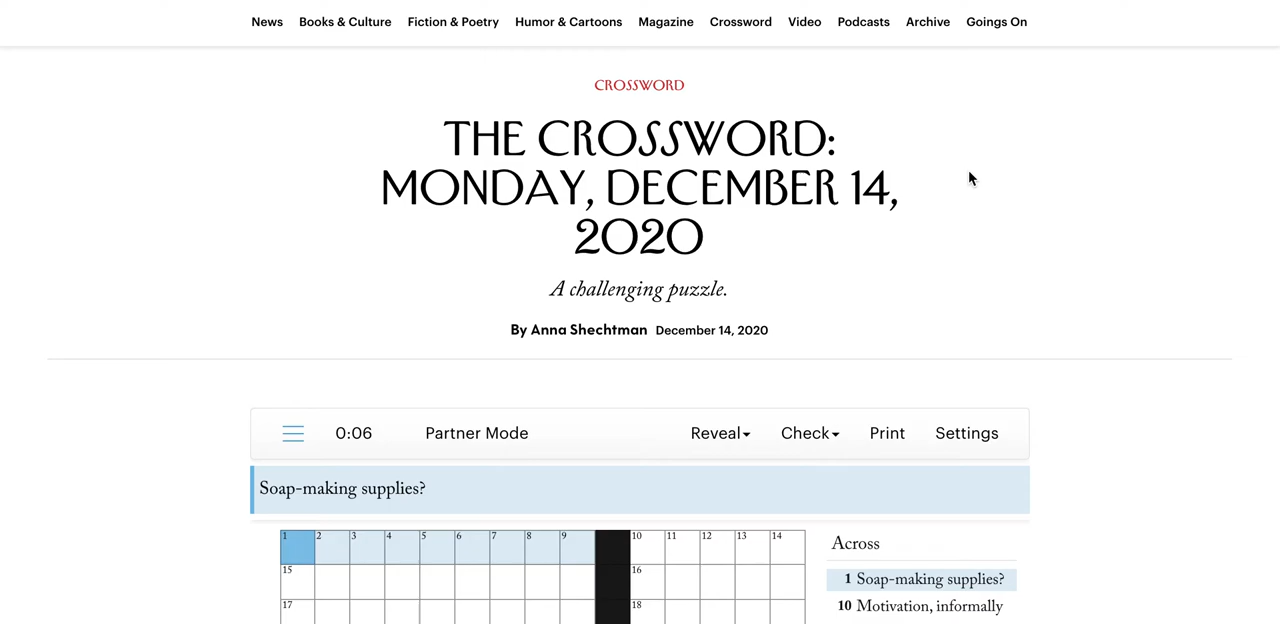 News Books & Culture Fiction & Poetry Humor & Cartoons Magazine Crossword Video Podcasts Archive Goings On
CROSSWORD
THE CROSSWORD:
MONDAY, DECEMBER 14,
2020
A challenging puzzle.
By Anna Shechtman December 14, 2020
0:06 Partner Mode Reveal Check Print Settings
Soap-making supplies?
1 2 3 4 5 6 7 8 9 10 11 12 13 14
15 16
17 18
Across
1 Soap-making supplies?
10 Motivation, informally